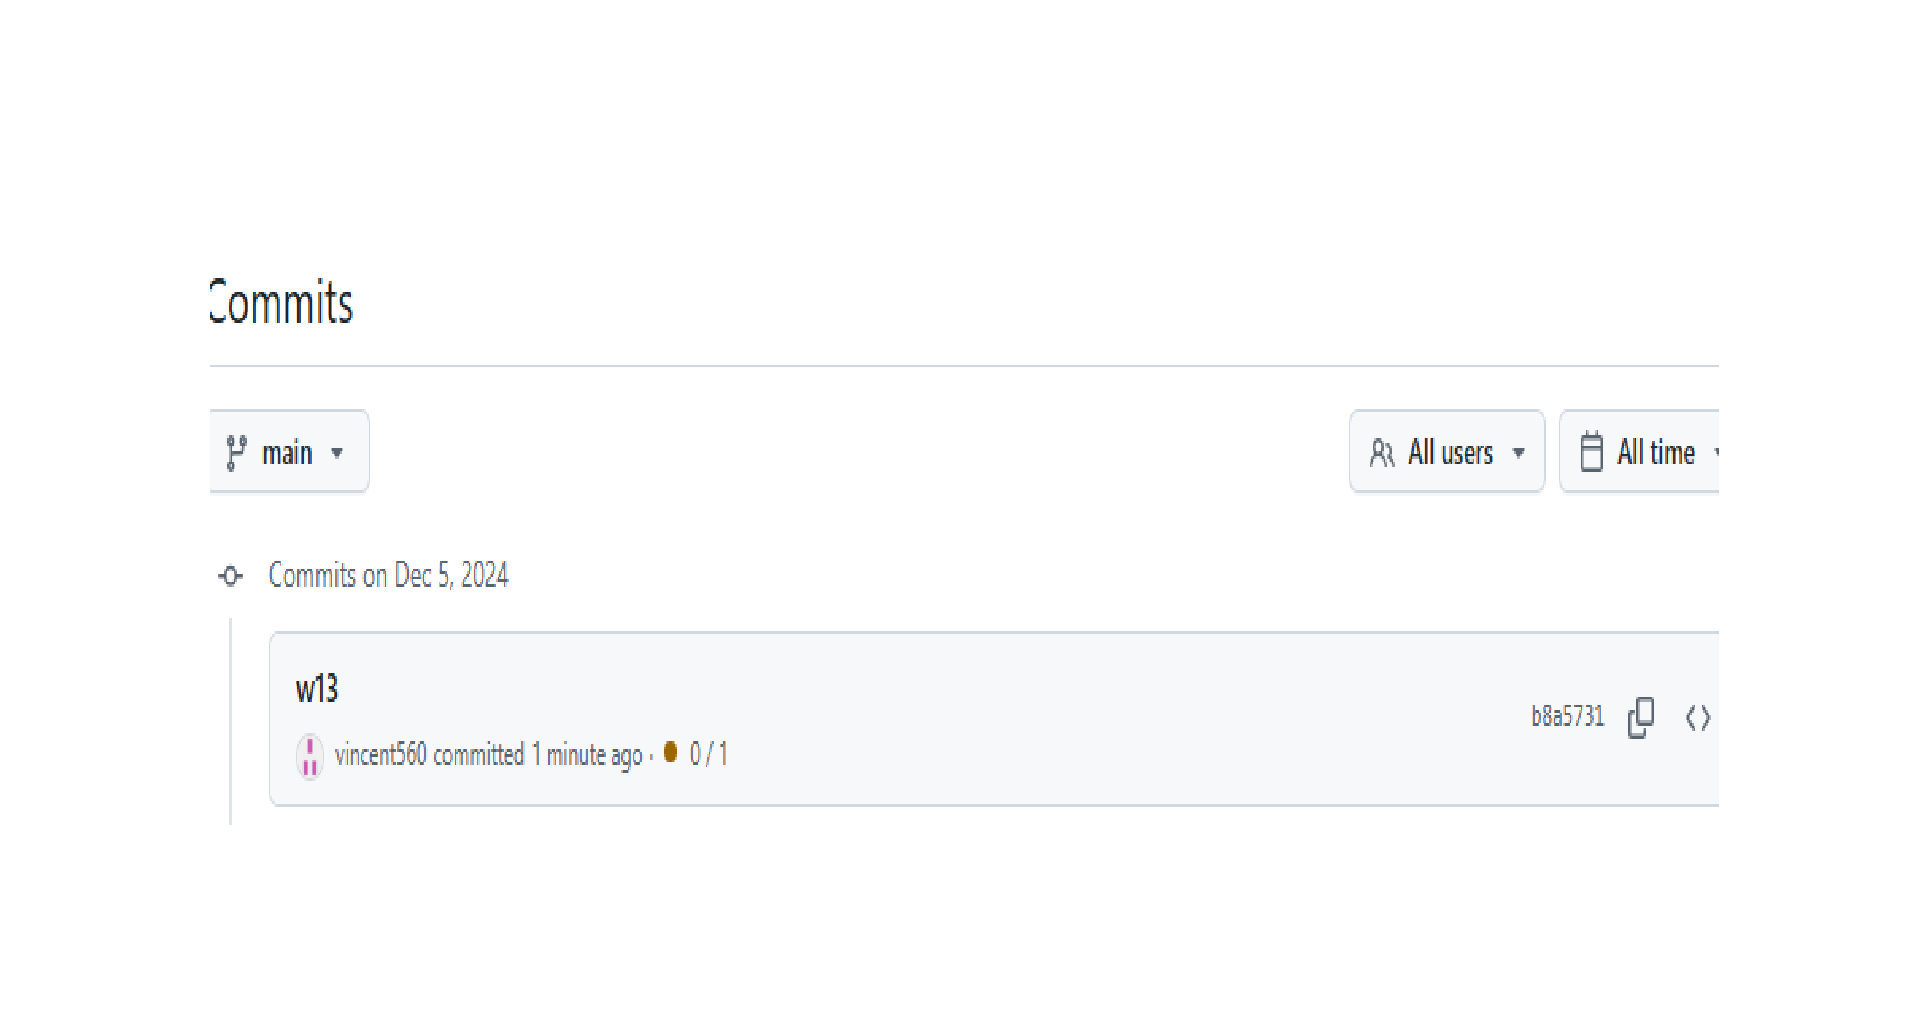 Commits
main
All users
All time
Commits on Dec 5, 2024
w13
vincent560 committed 1 minute ago · 0 / 1
b8a5731